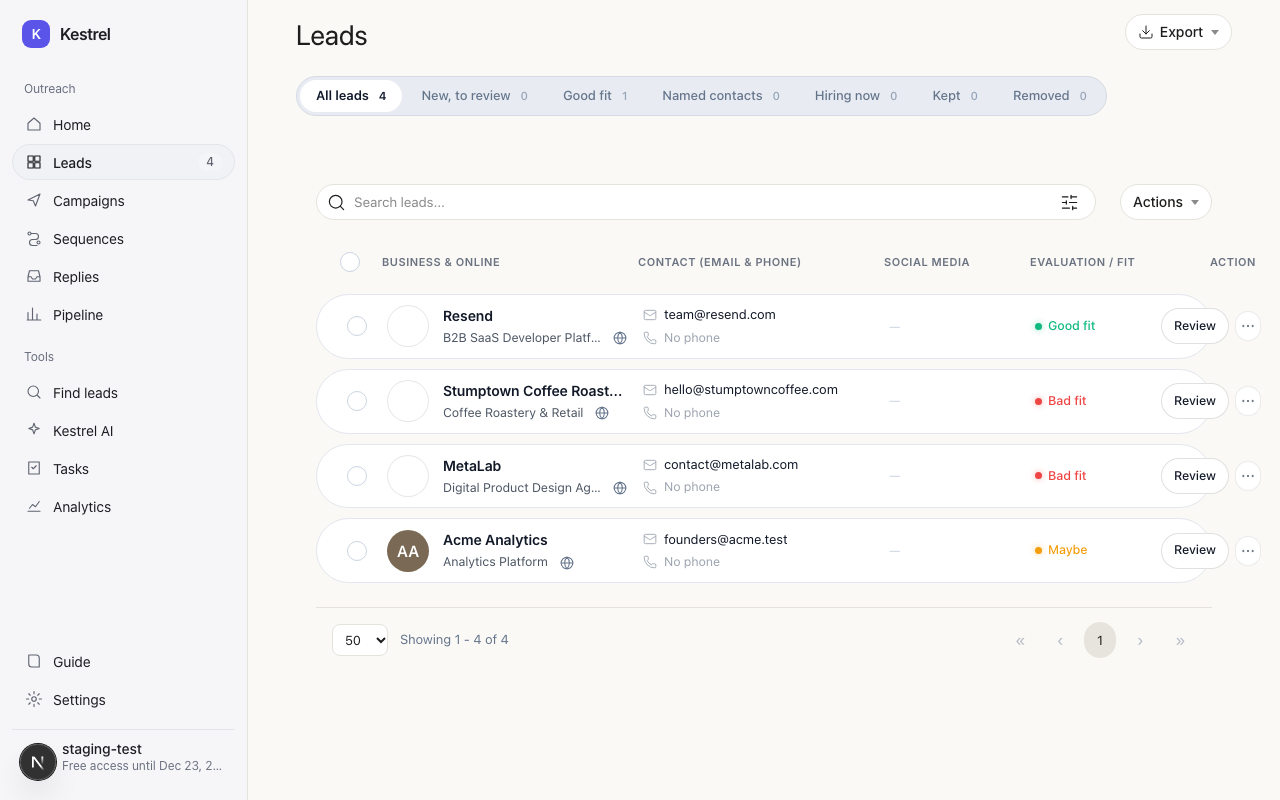 K Kestrel
Outreach
Home
Leads 4
Campaigns
Sequences
Replies
Pipeline
Tools
Find leads
Kestrel AI
Tasks
Analytics
Guide
Settings
N staging-test
Free access until Dec 23, 2...
Leads
Export
All leads 4 New, to review 0 Good fit 1 Named contacts 0 Hiring now 0 Kept 0 Removed 0
Search leads...
Actions
BUSINESS & ONLINE CONTACT (EMAIL & PHONE) SOCIAL MEDIA EVALUATION / FIT ACTION
Resend team@resend.com
B2B SaaS Developer Platf... No phone — Good fit Review ...
Stumptown Coffee Roast... hello@stumptowncoffee.com
Coffee Roastery & Retail No phone — Bad fit Review ...
MetaLab contact@metalab.com
Digital Product Design Ag... No phone — Bad fit Review ...
AA Acme Analytics founders@acme.test
Analytics Platform No phone — Maybe Review ...
50 Showing 1 - 4 of 4 « ‹ 1 › »